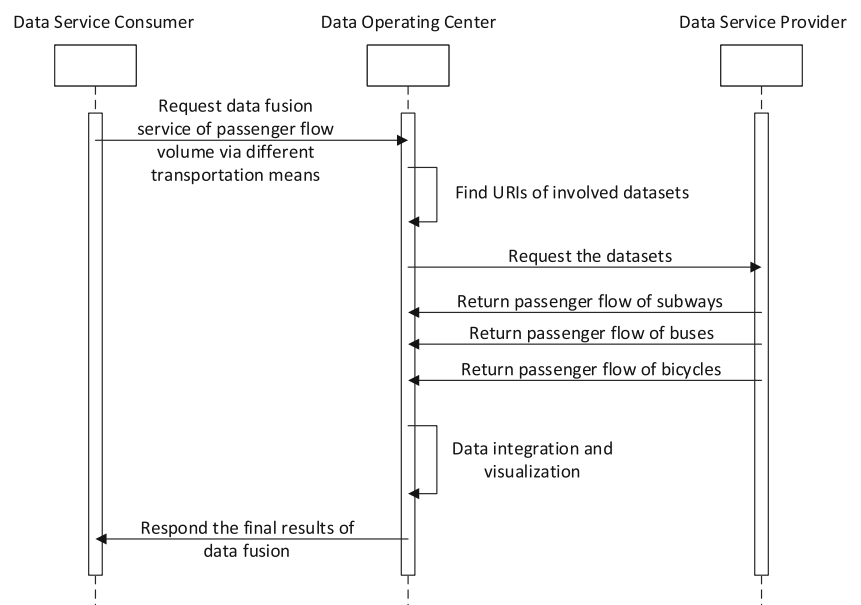 Data Service Consumer
Data Operating Center
Data Service Provider
Request data fusion
service of passenger flow
volume via different
transportation means
Find URIs of involved datasets
Request the datasets
Return passenger flow of subways
Return passenger flow of buses
Return passenger flow of bicycles
Data integration and
visualization
Respond the final results of
data fusion